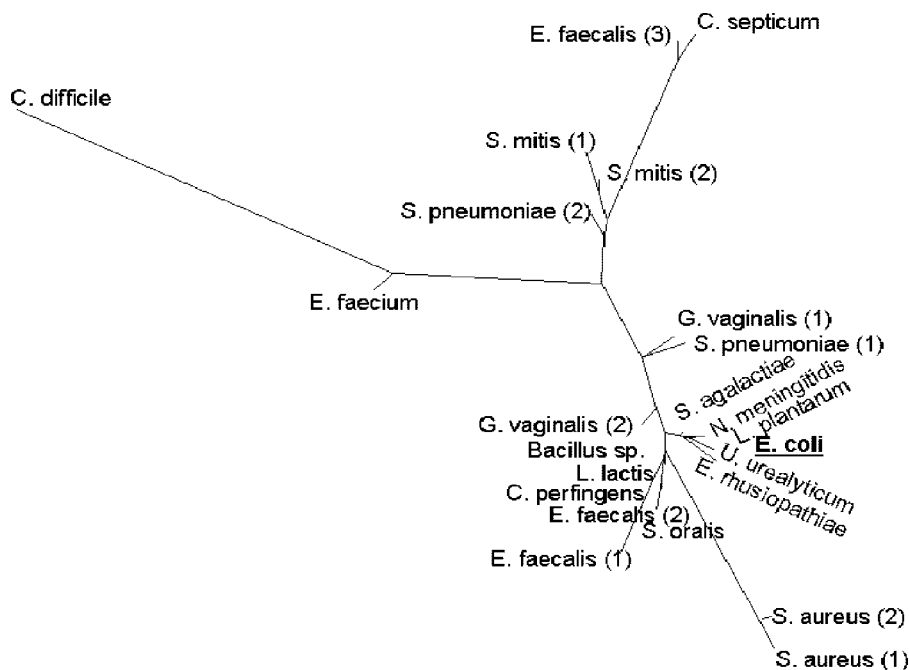 C. septicum
E. faecalis (3)
C. difficile
S. mitis (1)
S. mitis (2)
S. pneumoniae (2)
E. faecium
G. vaginalis (1)
S. pneumoniae (1)
S. agalactiae
N. meningitidis
L. plantarum
G. vaginalis (2)
E. coli
Bacillus sp.
U. urealyticum
L. lactis
E. rhusiopathiae
C. perfingens
E. faecalis (2)
S. oralis
E. faecalis (1)
S. aureus (2)
S. aureus (1)